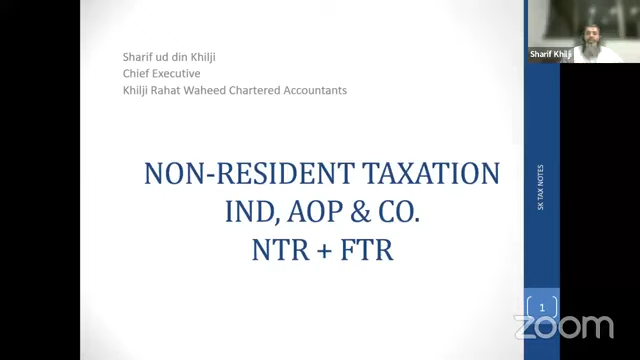 Sharif ud din Khilji
Chief Executive
Khilji Rahat Waheed Chartered Accountants
NON-RESIDENT TAXATION
IND, AOP & CO.
NTR + FTR
SK TAX NOTES
1
Sharif Khilji
zoom